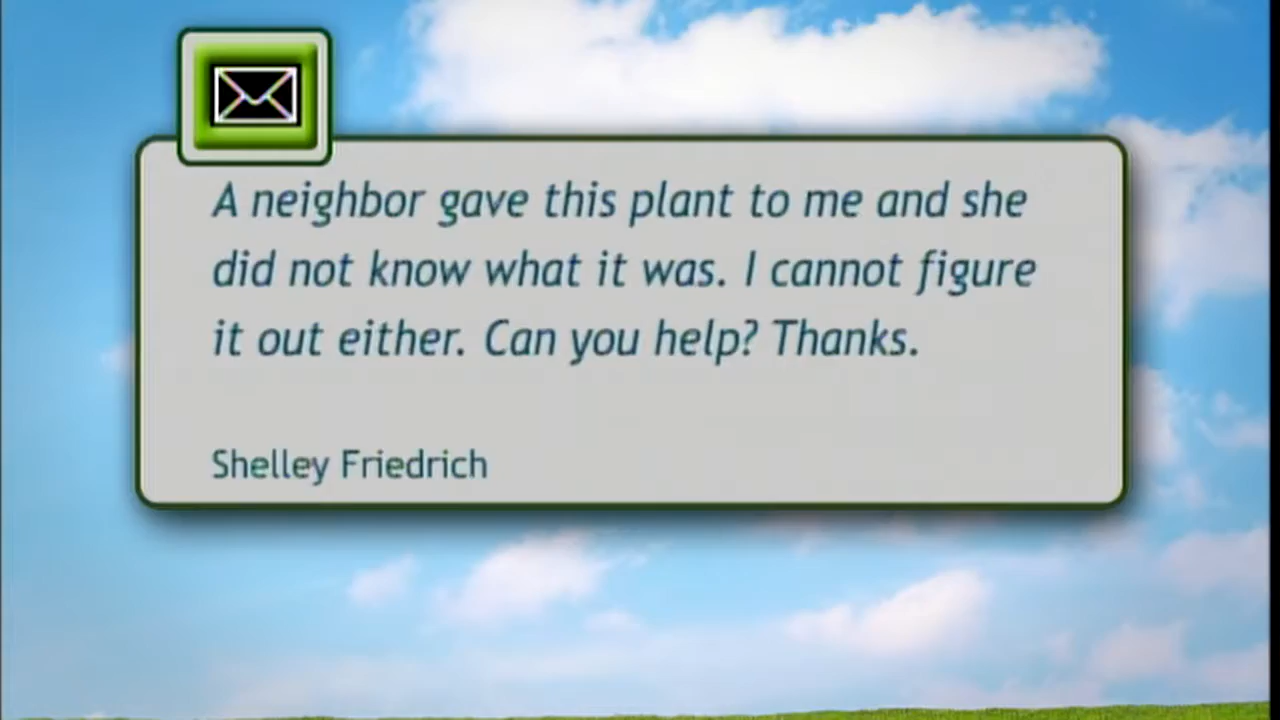 A neighbor gave this plant to me and she
did not know what it was. I cannot figure
it out either. Can you help? Thanks.
Shelley Friedrich